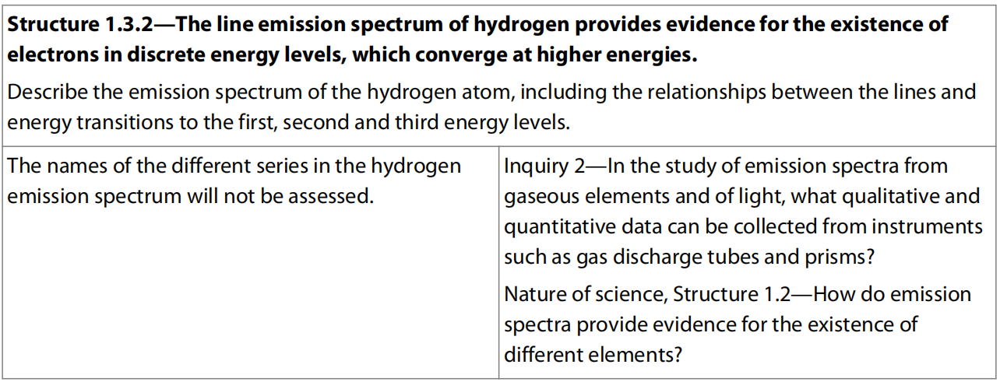 Structure 1.3.2—The line emission spectrum of hydrogen provides evidence for the existence of
electrons in discrete energy levels, which converge at higher energies.
Describe the emission spectrum of the hydrogen atom, including the relationships between the lines and
energy transitions to the first, second and third energy levels.
The names of the different series in the hydrogen
emission spectrum will not be assessed.
Inquiry 2—In the study of emission spectra from
gaseous elements and of light, what qualitative and
quantitative data can be collected from instruments
such as gas discharge tubes and prisms?
Nature of science, Structure 1.2—How do emission
spectra provide evidence for the existence of
different elements?